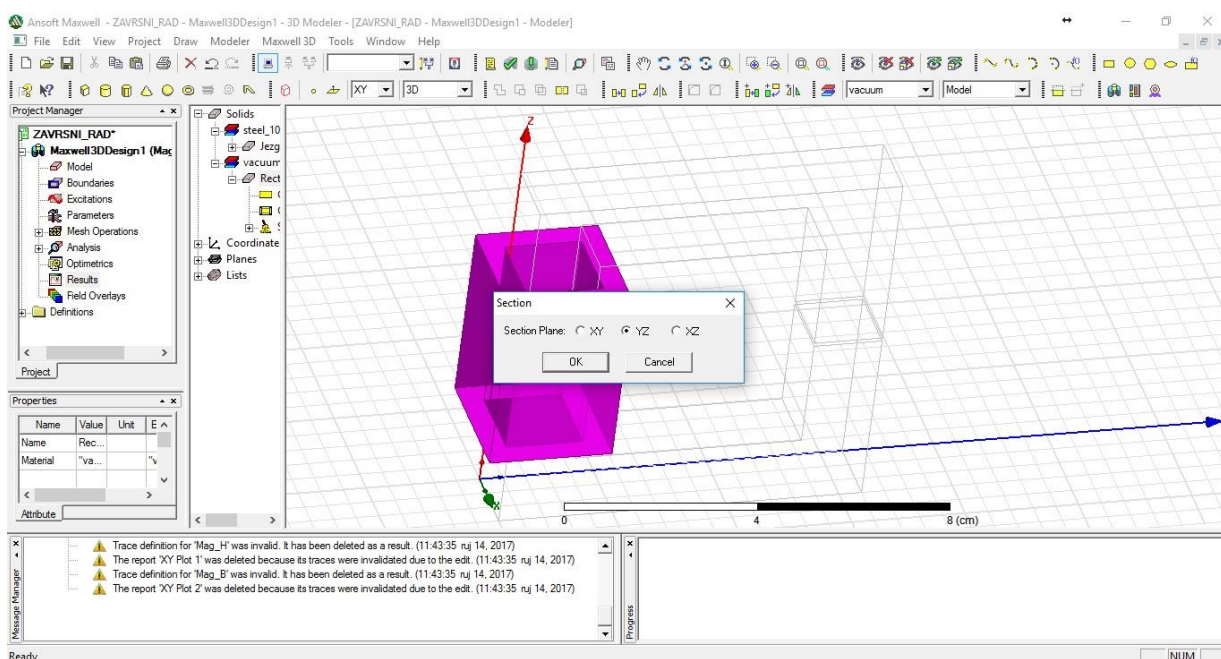 Ansoft Maxwell - ZAVRSNI_RAD - Maxwell3DDesign1 - 3D Modeler - [ZAVRSNI_RAD - Maxwell3DDesign1 - Modeler]
File Edit View Project Draw Modeler Maxwell 3D Tools Window Help
XY 3D vacuum Model
Project Manager
ZAVRSNI_RAD*
Maxwell3DDesign1 (Mag
Model
Boundaries
Excitations
Parameters
Mesh Operations
Analysis
Optimetrics
Results
Field Overlays
Definitions
Project
Solids
steel_10
Jezg
vacuum
Rect
Coordinate
Planes
Lists
Z
Section
Section Plane: XY YZ XZ
OK Cancel
X
0 4 8 (cm)
Properties
Name Value Unit E
Name Rec...
Material "va... "v
Attribute
Message Manager
Trace definition for 'Mag_H' was invalid. It has been deleted as a result. (11:43:35 ruj 14, 2017)
The report 'XY Plot 1' was deleted because its traces were invalidated due to the edit. (11:43:35 ruj 14, 2017)
Trace definition for 'Mag_B' was invalid. It has been deleted as a result. (11:43:35 ruj 14, 2017)
The report 'XY Plot 2' was deleted because its traces were invalidated due to the edit. (11:43:35 ruj 14, 2017)
Progress
Ready
NUM